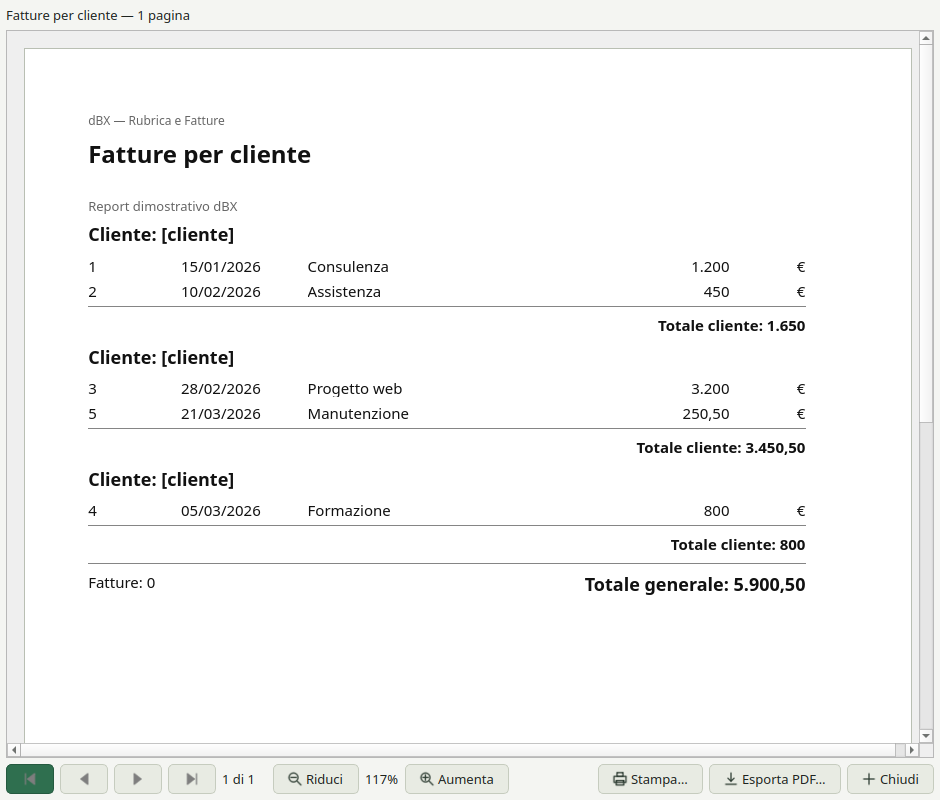 Fatture per cliente — 1 pagina
dBX — Rubrica e Fatture
Fatture per cliente
Report dimostrativo dBX
Cliente: [cliente]
1 15/01/2026 Consulenza 1.200 €
2 10/02/2026 Assistenza 450 €
Totale cliente: 1.650
Cliente: [cliente]
3 28/02/2026 Progetto web 3.200 €
5 21/03/2026 Manutenzione 250,50 €
Totale cliente: 3.450,50
Cliente: [cliente]
4 05/03/2026 Formazione 800 €
Totale cliente: 800
Fatture: 0 Totale generale: 5.900,50
1 di 1 Riduci 117% Aumenta Stampa... Esporta PDF... Chiudi